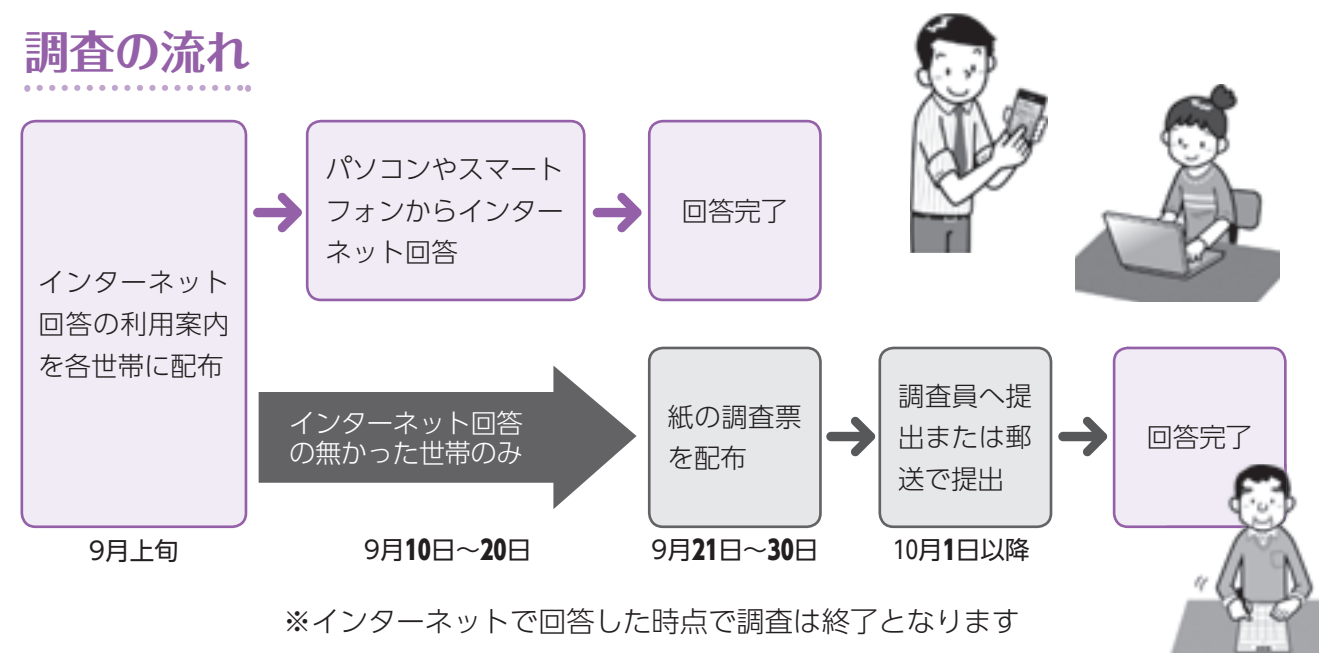 調査の流れ
インターネット
回答の利用案内
を各世帯に配布
パソコンやスマート
フォンからインター
ネット回答
回答完了
インターネット回答
の無かった世帯のみ
紙の調査票
を配布
調査員へ提
出または郵
送で提出
回答完了
9月上旬
9月10日～20日
9月21日～30日
10月1日以降
※インターネットで回答した時点で調査は終了となります